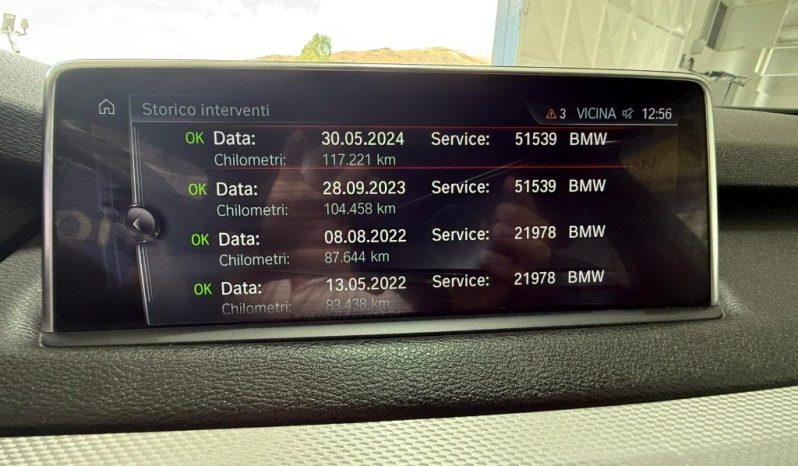 Storico interventi 3 VICINA 12:56
OK Data: 30.05.2024 Service: 51539 BMW
Chilometri: 117.221 km
OK Data: 28.09.2023 Service: 51539 BMW
Chilometri: 104.458 km
OK Data: 08.08.2022 Service: 21978 BMW
Chilometri: 87.644 km
OK Data: 13.05.2022 Service: 21978 BMW
Chilometri: 83.438 km